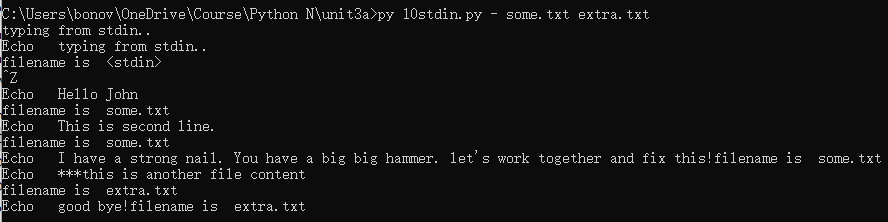 C:\Users\bonov\OneDrive\Course\Python N\unit3a>py 10stdin.py - some.txt extra.txt
typing from stdin..
Echo   typing from stdin..
filename is  <stdin>
^Z
Echo   Hello John
filename is  some.txt
Echo   This is second line.
filename is  some.txt
Echo   I have a strong nail. You have a big big hammer. let's work together and fix this!filename is  some.txt
Echo   ***this is another file content
filename is  extra.txt
Echo   good bye!filename is  extra.txt